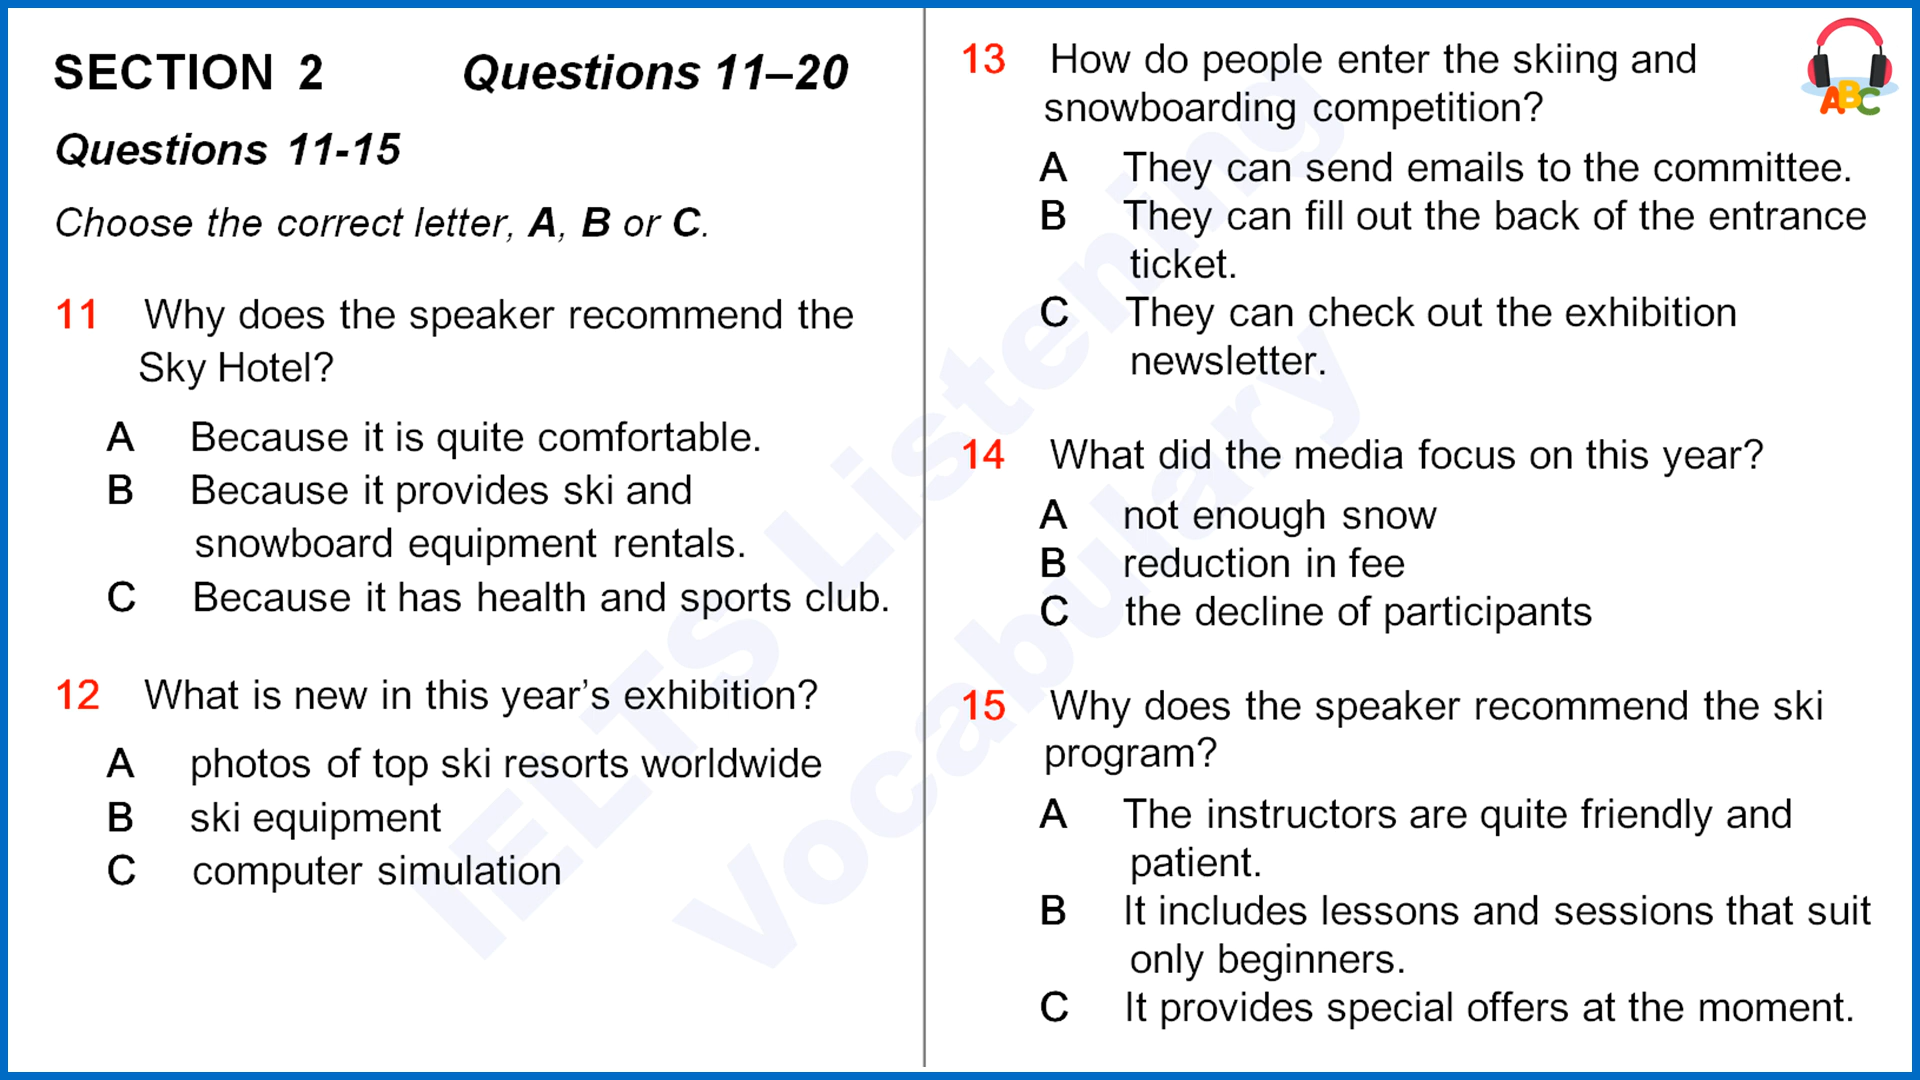 SECTION 2 Questions 11–20
Questions 11-15
Choose the correct letter, A, B or C.
11 Why does the speaker recommend the
Sky Hotel?
A Because it is quite comfortable.
B Because it provides ski and
snowboard equipment rentals.
C Because it has health and sports club.
12 What is new in this year’s exhibition?
A photos of top ski resorts worldwide
B ski equipment
C computer simulation
13 How do people enter the skiing and
snowboarding competition?
A They can send emails to the committee.
B They can fill out the back of the entrance
ticket.
C They can check out the exhibition
newsletter.
14 What did the media focus on this year?
A not enough snow
B reduction in fee
C the decline of participants
15 Why does the speaker recommend the ski
program?
A The instructors are quite friendly and
patient.
B It includes lessons and sessions that suit
only beginners.
C It provides special offers at the moment.
ABC
IELTS Listening
Vocabulary